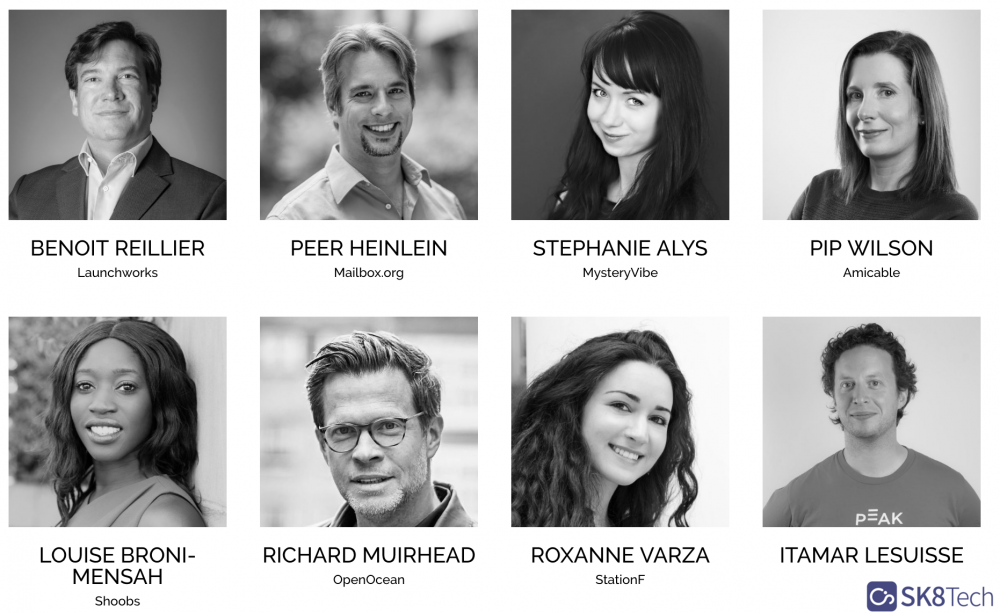 BENOIT REILLIER
Launchworks
PEER HEINLEIN
Mailbox.org
STEPHANIE ALYS
MysteryVibe
PIP WILSON
Amicable
PEAK
LOUISE BRONI-
MENSAH
Shoobs
RICHARD MUIRHEAD
OpenOcean
ROXANNE VARZA
StationF
ITAMAR LESUISSE
SK8Tech